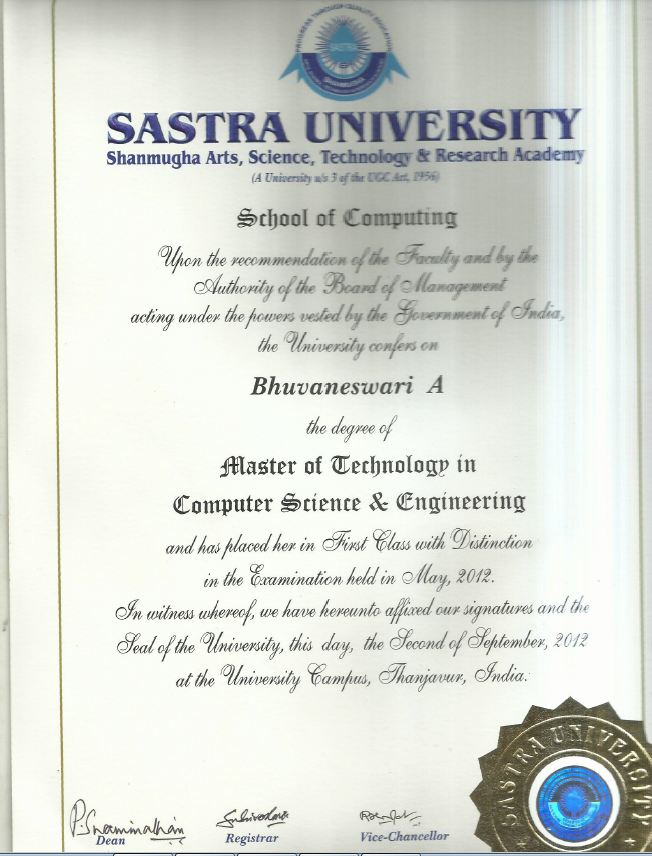 PROGRESS THROUGH QUALITY EDUCATION
SASTRA
SASTRA UNIVERSITY
Shanmugha Arts, Science, Technology & Research Academy
(A University u/s 3 of the UGC Act, 1956)
School of Computing
Upon the recommendation of the Faculty and by the
Authority of the Board of Management
acting under the powers vested by the Government of India,
the University confers on
Bhuvaneswari A
the degree of
Master of Technology in
Computer Science & Engineering
and has placed her in First Class with Distinction
in the Examination held in May, 2012.
In witness whereof, we have hereunto affixed our signatures and the
Seal of the University, this day, the Second of September, 2012
at the University Campus, Thanjavur, India.
SASTRA UNIVERSITY
P. Swaminathan
Dean
Registrar
Vice-Chancellor